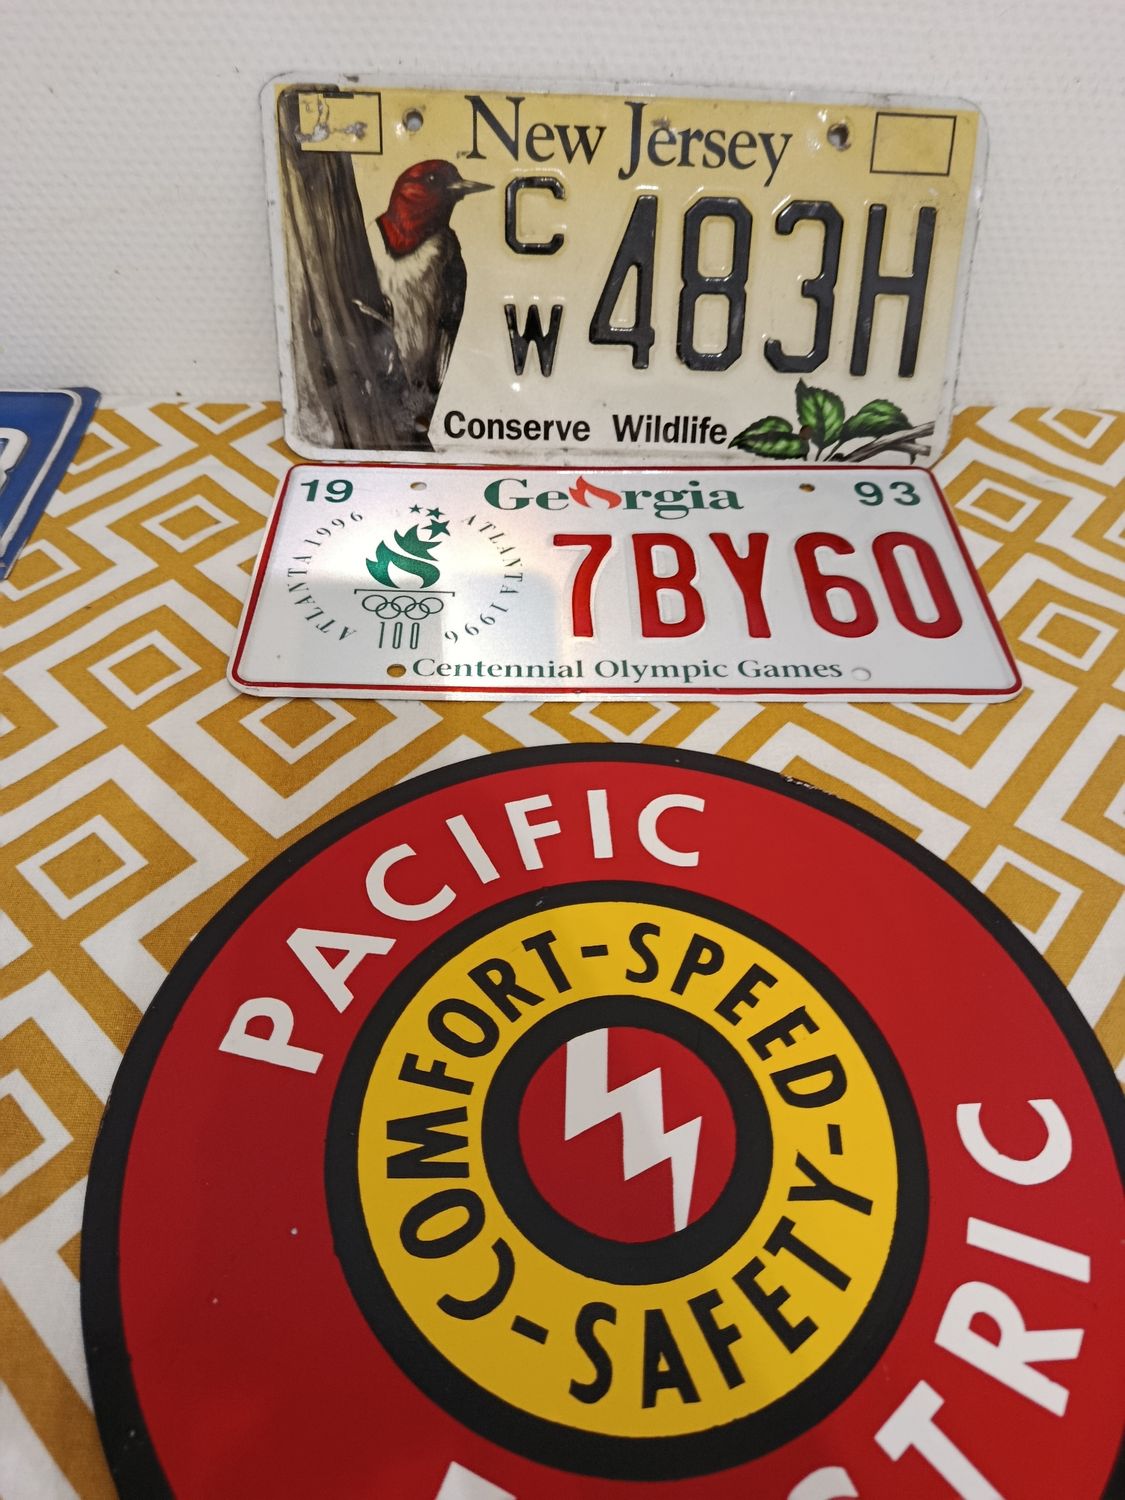 New Jersey
CW 483H
Conserve Wildlife
19 Georgia 93
ATLANTA 1996 ATLANTA 1996
7BY60
100
Centennial Olympic Games
PACIFIC
COMFORT-SPEED-SAFETY-